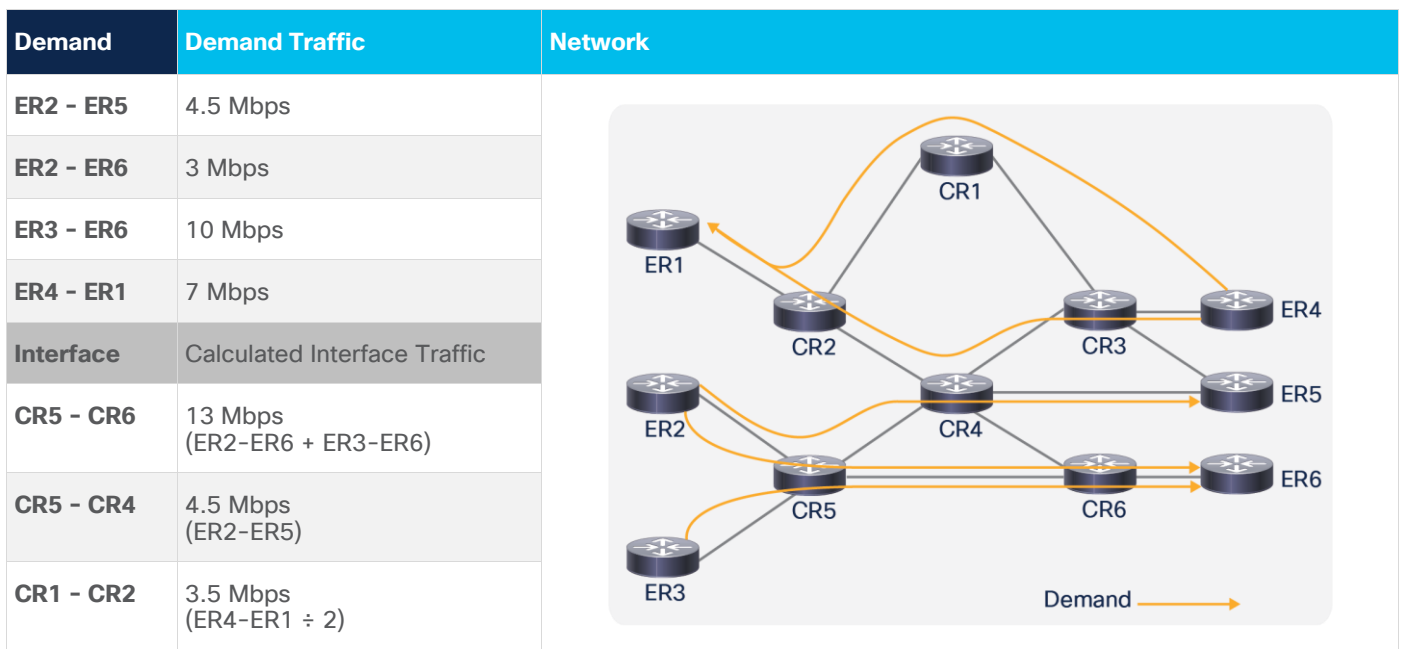 Demand
Demand Traffic
Network
ER2 - ER5
4.5 Mbps
ER2 - ER6
3 Mbps
ER3 - ER6
10 Mbps
ER4 - ER1
7 Mbps
Interface
Calculated Interface Traffic
CR5 - CR6
13 Mbps
(ER2-ER6 + ER3-ER6)
CR5 - CR4
4.5 Mbps
(ER2-ER5)
CR1 - CR2
3.5 Mbps
(ER4-ER1 ÷ 2)
CR1
ER1
CR2
CR3
ER4
ER2
CR4
ER5
CR5
CR6
ER6
ER3
Demand